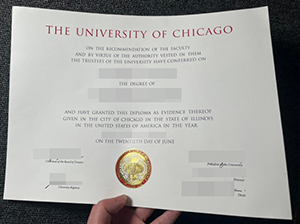 THE UNIVERSITY OF CHICAGO
ON THE RECOMMENDATION OF THE FACULTY
AND BY VIRTUE OF THE AUTHORITY VESTED IN THEM
THE TRUSTEES OF THE UNIVERSITY HAVE CONFERRED ON
THE DEGREE OF
AND HAVE GRANTED THIS DIPLOMA AS EVIDENCE THEREOF
GIVEN IN THE CITY OF CHICAGO IN THE STATE OF ILLINOIS
IN THE UNITED STATES OF AMERICA IN THE YEAR
ON THE TWENTIETH DAY OF JUNE